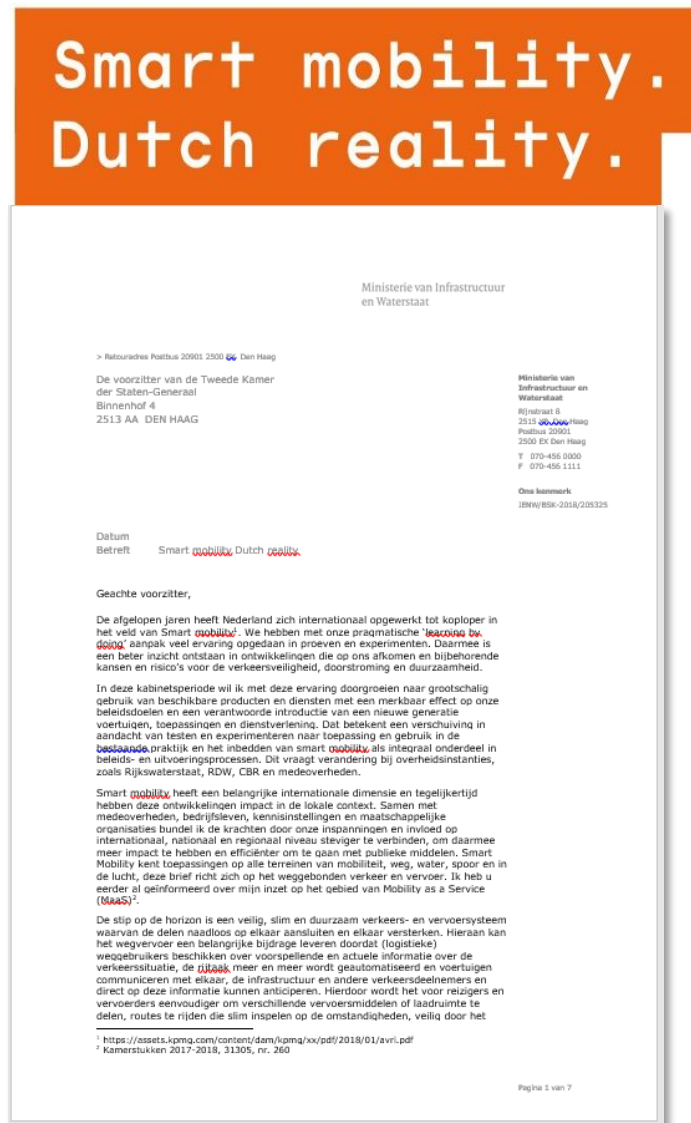 Smart mobility.
Dutch reality.
Ministerie van Infrastructuur
en Waterstaat
> Retouradres Postbus 20901 2500 EX Den Haag
De voorzitter van de Tweede Kamer
der Staten-Generaal
Binnenhof 4
2513 AA DEN HAAG
Ministerie van
Infrastructuur en
Waterstaat
Rijnstraat 8
2515 XP Den Haag
Postbus 20901
2500 EX Den Haag
T 070-456 0000
F 070-456 1111
Ons kenmerk
IENW/BSK-2018/205325
Datum
Betreft Smart mobility Dutch reality
Geachte voorzitter,
De afgelopen jaren heeft Nederland zich internationaal opgewerkt tot koploper in
het veld van Smart mobility¹. We hebben met onze pragmatische ‘learning by
doing’ aanpak veel ervaring opgedaan in proeven en experimenten. Daarmee is
een beter inzicht ontstaan in ontwikkelingen die op ons afkomen en bijbehorende
kansen en risico’s voor de verkeersveiligheid, doorstroming en duurzaamheid.
In deze kabinetsperiode wil ik met deze ervaring doorgroeien naar grootschalig
gebruik van beschikbare producten en diensten met een merkbaar effect op onze
beleidsdoelen en een verantwoorde introductie van een nieuwe generatie
voertuigen, toepassingen en dienstverlening. Dat betekent een verschuiving in
aandacht van testen en experimenteren naar toepassing en gebruik in de
bestaande praktijk en het inbedden van smart mobility als integraal onderdeel in
beleids- en uitvoeringsprocessen. Dit vraagt verandering bij overheidsinstanties,
zoals Rijkswaterstaat, RDW, CBR en medeoverheden.
Smart mobility heeft een belangrijke internationale dimensie en tegelijkertijd
hebben deze ontwikkelingen impact in de lokale context. Samen met
medeoverheden, bedrijfsleven, kennisinstellingen en maatschappelijke
organisaties bundel ik de krachten door onze inspanningen en invloed op
internationaal, nationaal en regionaal niveau steviger te verbinden, om daarmee
meer impact te hebben en efficiënter om te gaan met publieke middelen. Smart
Mobility kent toepassingen op alle terreinen van mobiliteit, weg, water, spoor en in
de lucht, deze brief richt zich op het weggebonden verkeer en vervoer. Ik heb u
eerder al geïnformeerd over mijn inzet op het gebied van Mobility as a Service
(MaaS)².
De stip op de horizon is een veilig, slim en duurzaam verkeers- en vervoersysteem
waarvan de delen naadloos op elkaar aansluiten en elkaar versterken. Hieraan kan
het wegvervoer een belangrijke bijdrage leveren doordat (logistieke)
weggebruikers beschikken over voorspellende en actuele informatie over de
verkeerssituatie, de rijtaak meer en meer wordt geautomatiseerd en voertuigen
communiceren met elkaar, de infrastructuur en andere verkeersdeelnemers en
direct op deze informatie kunnen anticiperen. Hierdoor wordt het voor reizigers en
vervoerders eenvoudiger om verschillende vervoersmiddelen of laadruimte te
delen, routes te rijden die slim inspelen op de omstandigheden, veilig door het
¹ https://assets.kpmg.com/content/dam/kpmg/xx/pdf/2018/01/avri.pdf
² Kamerstukken 2017-2018, 31305, nr. 260
Pagina 1 van 7